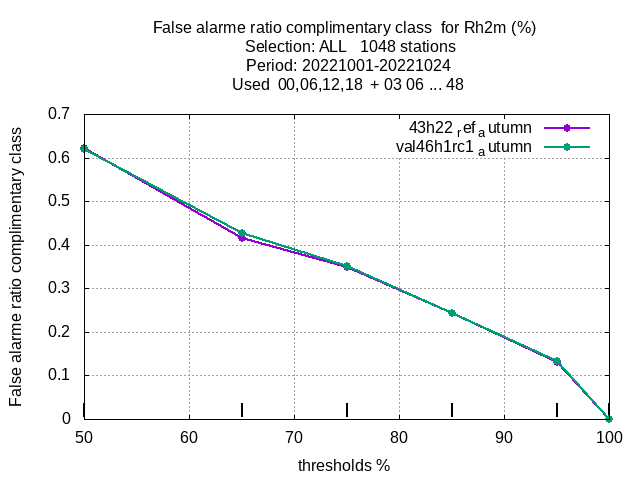 False alarme ratio complimentary class  for Rh2m (%)
Selection: ALL   1048 stations
Period: 20221001-20221024
Used  00,06,12,18  + 03 06 ... 48
43h22 ref a utumn
val46h1rc1 a utumn
False alarme ratio complimentary class
0.7
0.6
0.5
0.4
0.3
0.2
0.1
0
50 60 70 80 90 100
thresholds %